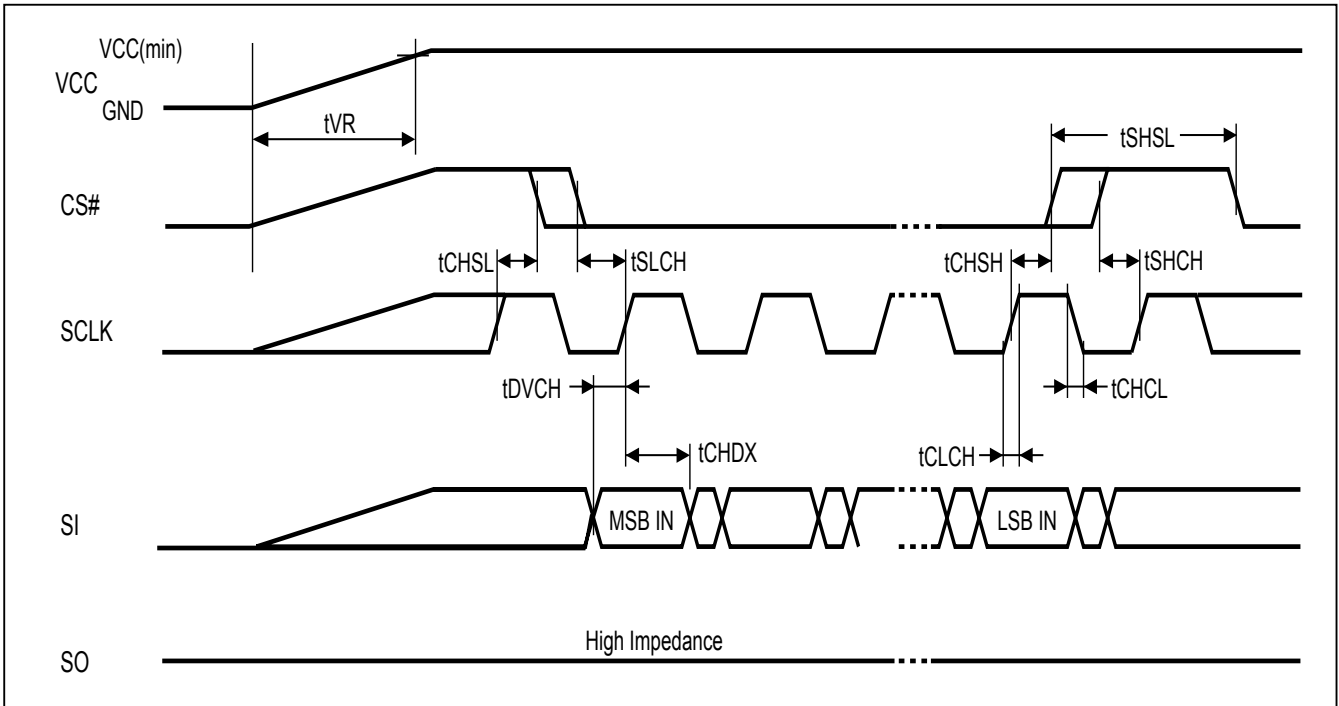 VCC(min)
VCC
GND
tVR
tSHSL
CS#
tCHSL
tSLCH
tCHSH
tSHCH
SCLK
tDVCH
tCHCL
tCHDX
tCLCH
SI
MSB IN
LSB IN
High Impedance
SO